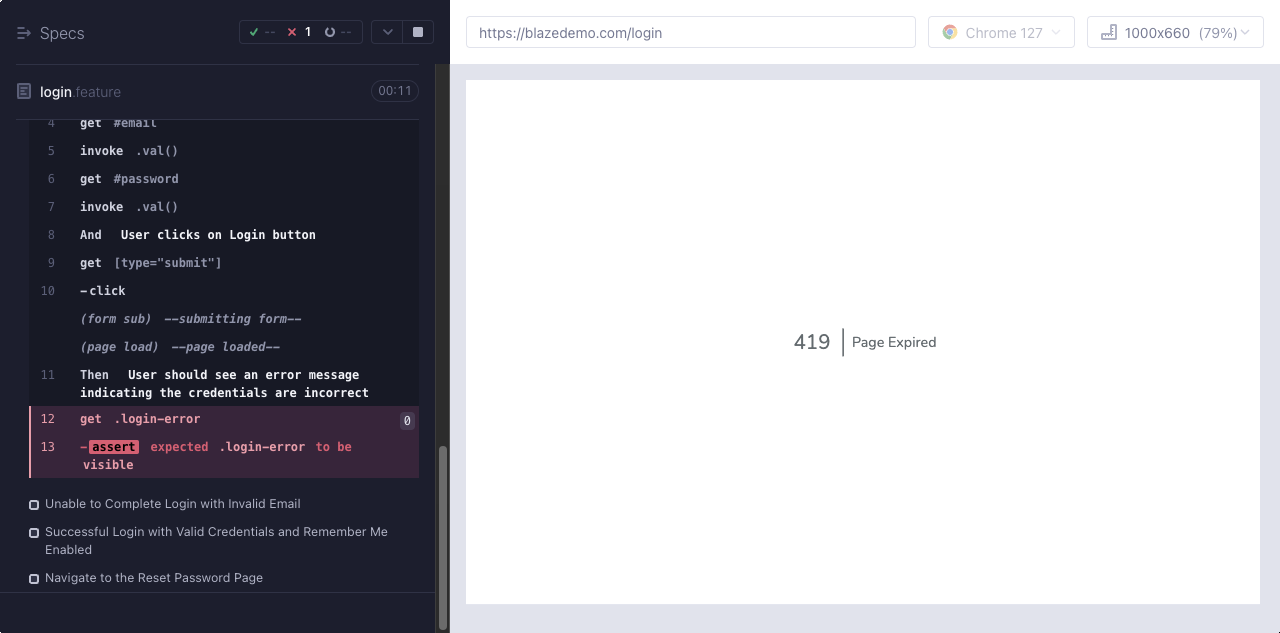 Specs
-- 1 --
https://blazedemo.com/login
Chrome 127
1000x660 (79%)
login.feature
00:11
4 get #email
5 invoke .val()
6 get #password
7 invoke .val()
8 And User clicks on Login button
9 get [type="submit"]
10 -click
(form sub) --submitting form--
(page load) --page loaded--
11 Then User should see an error message
indicating the credentials are incorrect
12 get .login-error 0
13 -assert expected .login-error to be
visible
Unable to Complete Login with Invalid Email
Successful Login with Valid Credentials and Remember Me
Enabled
Navigate to the Reset Password Page
419 Page Expired